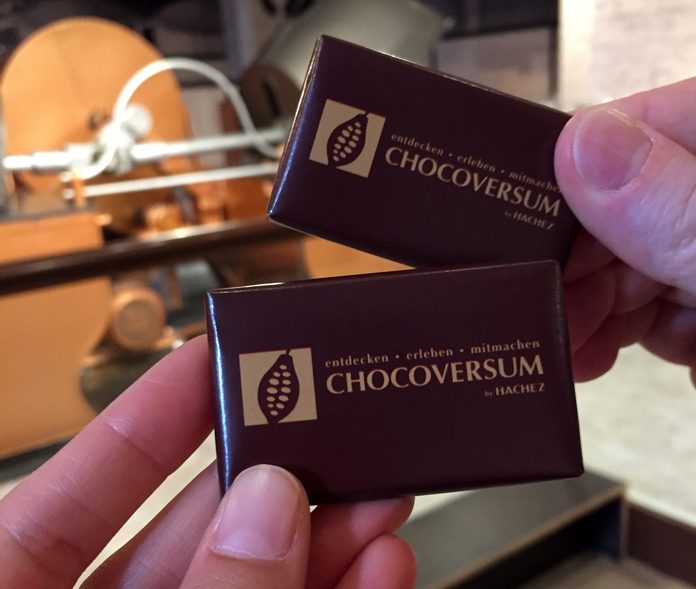 entdecken • erleben • mitmachen
CHOCOVERSUM
by HACHEZ
entdecken • erleben • mitmachen
CHOCOVERSUM
by HACHEZ